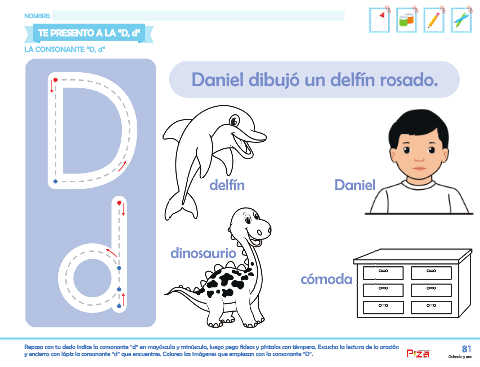 NOMBRE:
TE PRESENTO A LA "D, d"
LA CONSONANTE "D, d"
Daniel dibujó un delfín rosado.
D
d
delfín
Daniel
dinosaurio
cómoda
Repasa con tu dedo índice la consonante "d" en mayúscula y minúscula, luego pega fideos y píntalos con témpera. Escucha la lectura de la oración
y encierra con lápiz la consonante "d" que encuentres. Colorea las imágenes que empiezan con la consonante "D".
81
Ochenta y uno